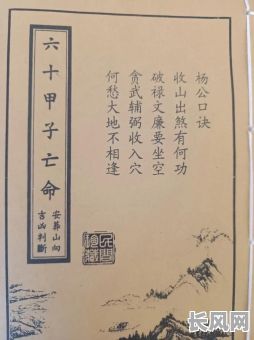 杨公口诀
收山出煞有何功
破禄文廉要坐空
贪武辅弼收入穴
何愁大地不相逢
六十甲子亡命
安葬山向
吉凶判斷
长风网